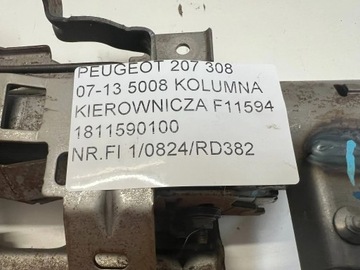 PEUGEOT 207 308
07-13 5008 KOLUMNA
KIEROWNICZA F11594
1811590100
NR.FI 1/0824/RD382